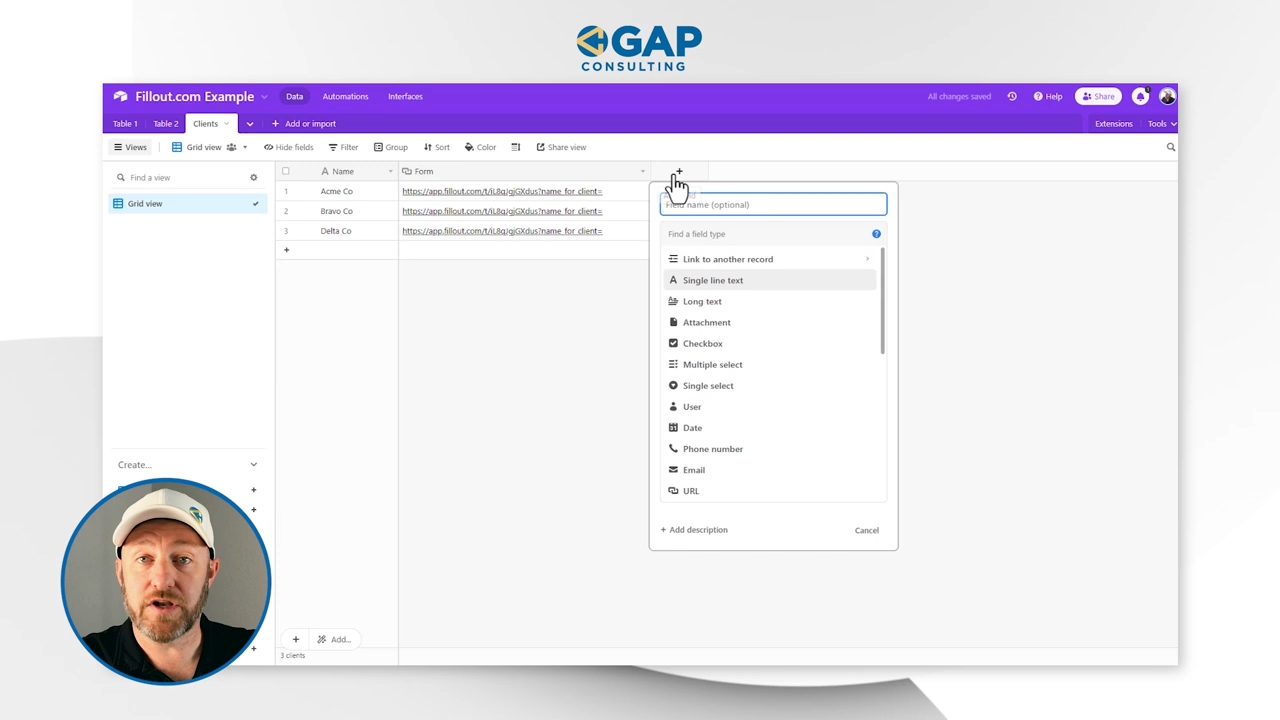 GAP
CONSULTING
Fillout.com Example
Data
Automations
Interfaces
All changes saved
Help
Share
Table 1
Table 2
Clients
+ Add or import
Extensions
Tools
Views
Grid view
Hide fields
Filter
Group
Sort
Color
Share view
Find a view
Grid view
Name
Form
1 Acme Co https://app.fillout.com/t/iL8qJgjGXdus?name_for_client=
2 Bravo Co https://app.fillout.com/t/iL8qJgjGXdus?name_for_client=
3 Delta Co https://app.fillout.com/t/iL8qJgjGXdus?name_for_client=
+
Field name (optional)
Find a field type
Link to another record
Single line text
Long text
Attachment
Checkbox
Multiple select
Single select
User
Date
Phone number
Email
URL
+ Add description
Cancel
Create...
+ Add...
3 clients